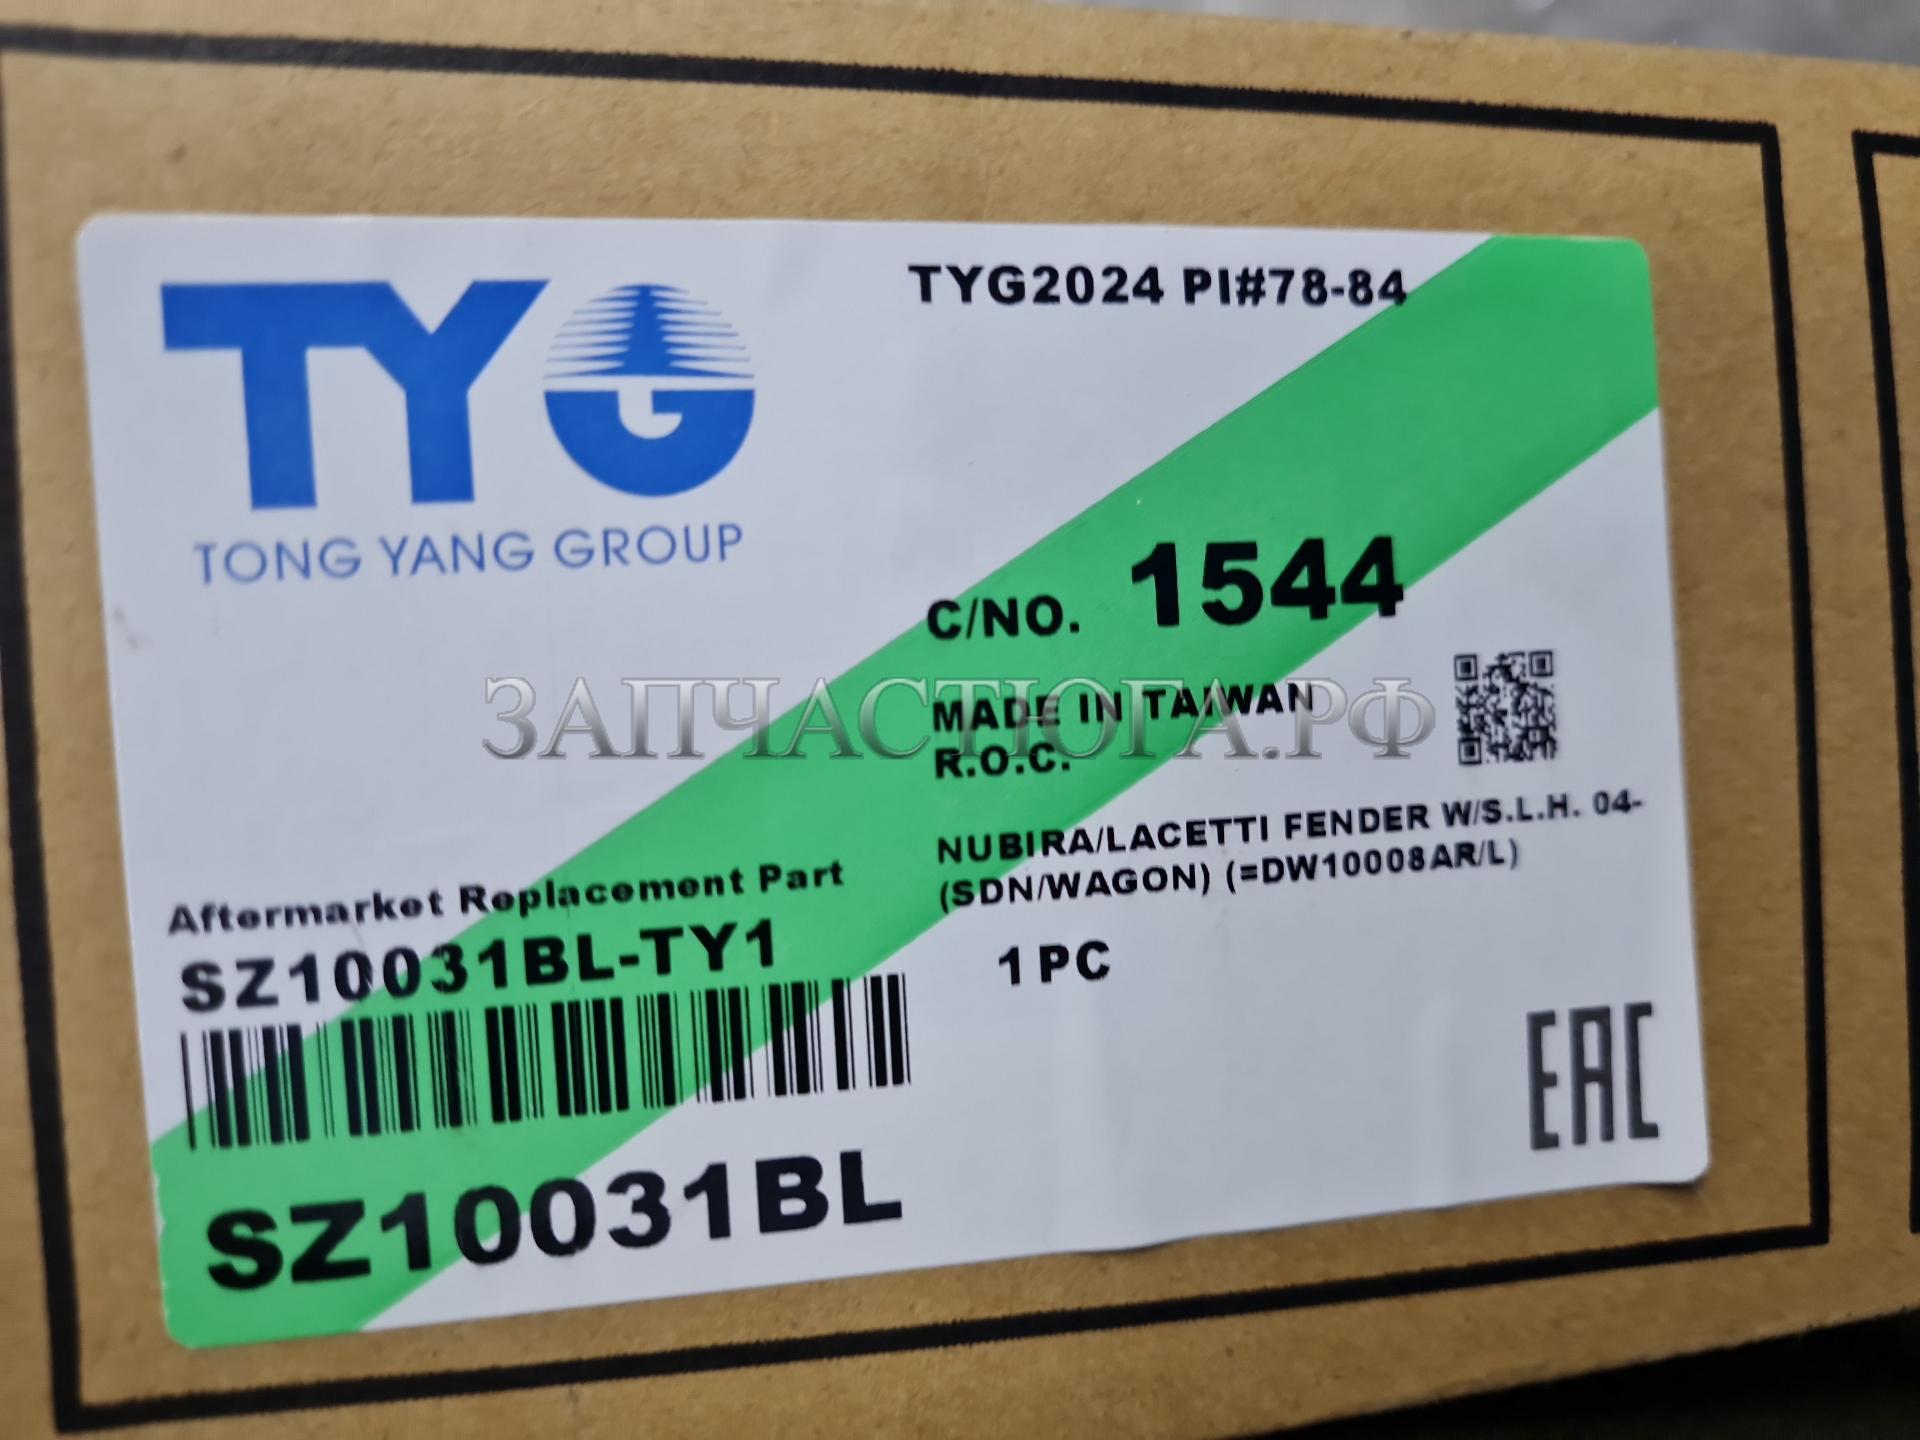 TYG
TONG YANG GROUP
TYG2024 PI#78-84
C/NO. 1544
MADE IN TAIWAN
R.O.C.
ЗАПЧАСТЮГА.РФ
NUBIRA/LACETTI FENDER W/S.L.H. 04-
(SDN/WAGON) (=DW10008AR/L)
1 PC
Aftermarket Replacement Part
SZ10031BL-TY1
SZ10031BL
EAC